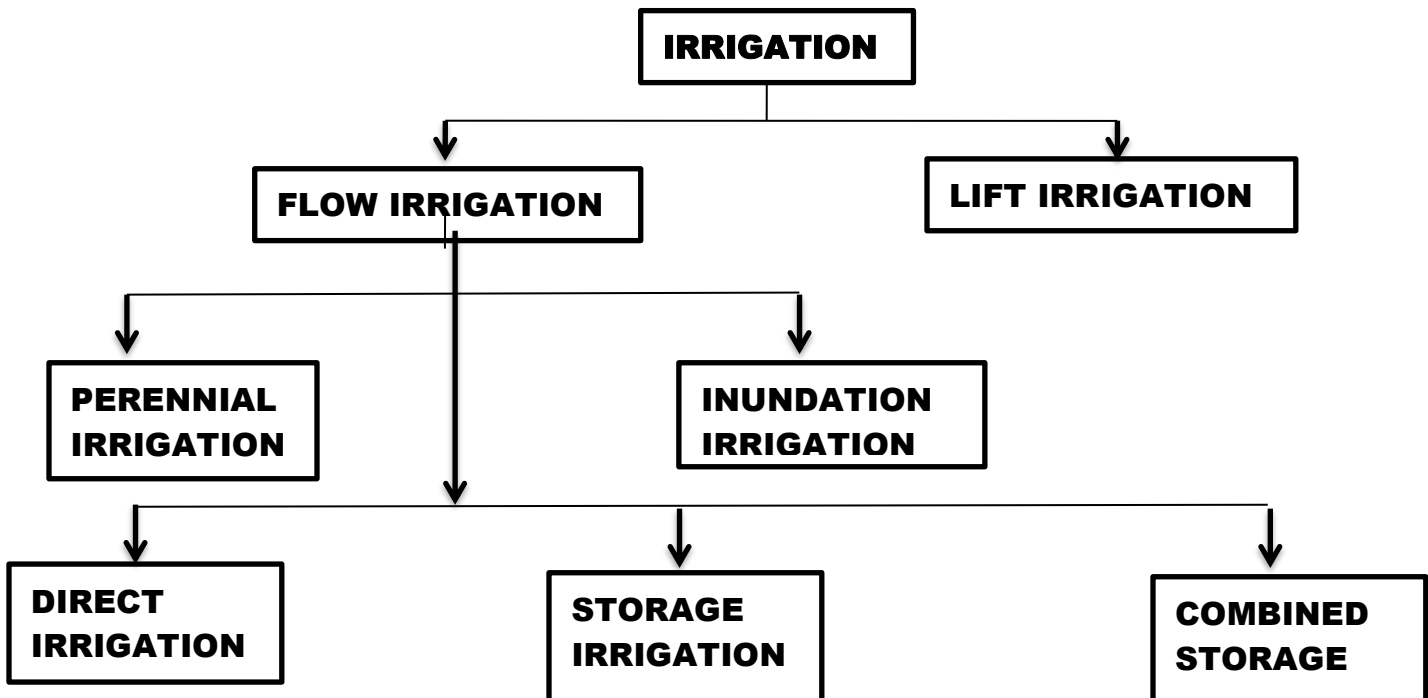 IRRIGATION
FLOW IRRIGATION
LIFT IRRIGATION
PERENNIAL
IRRIGATION
INUNDATION
IRRIGATION
DIRECT
IRRIGATION
STORAGE
IRRIGATION
COMBINED
STORAGE